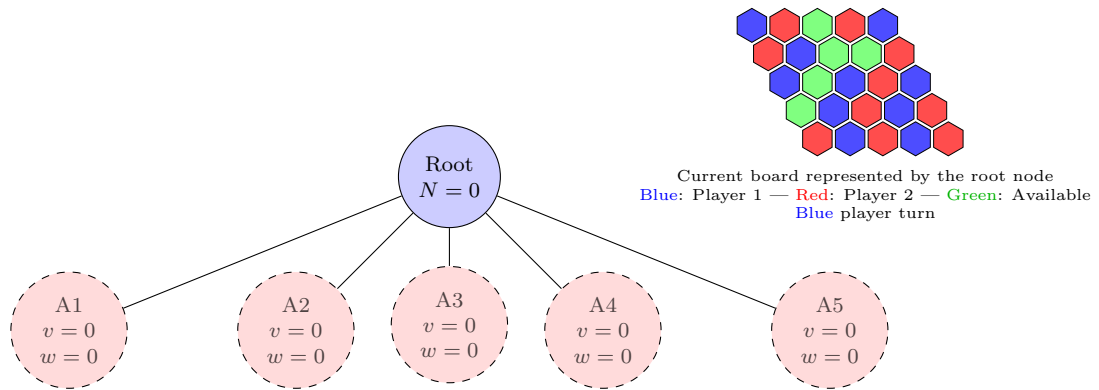 Root
N = 0
Current board represented by the root node
Blue: Player 1 — Red: Player 2 — Green: Available
Blue player turn
A1
v = 0
w = 0
A2
v = 0
w = 0
A3
v = 0
w = 0
A4
v = 0
w = 0
A5
v = 0
w = 0